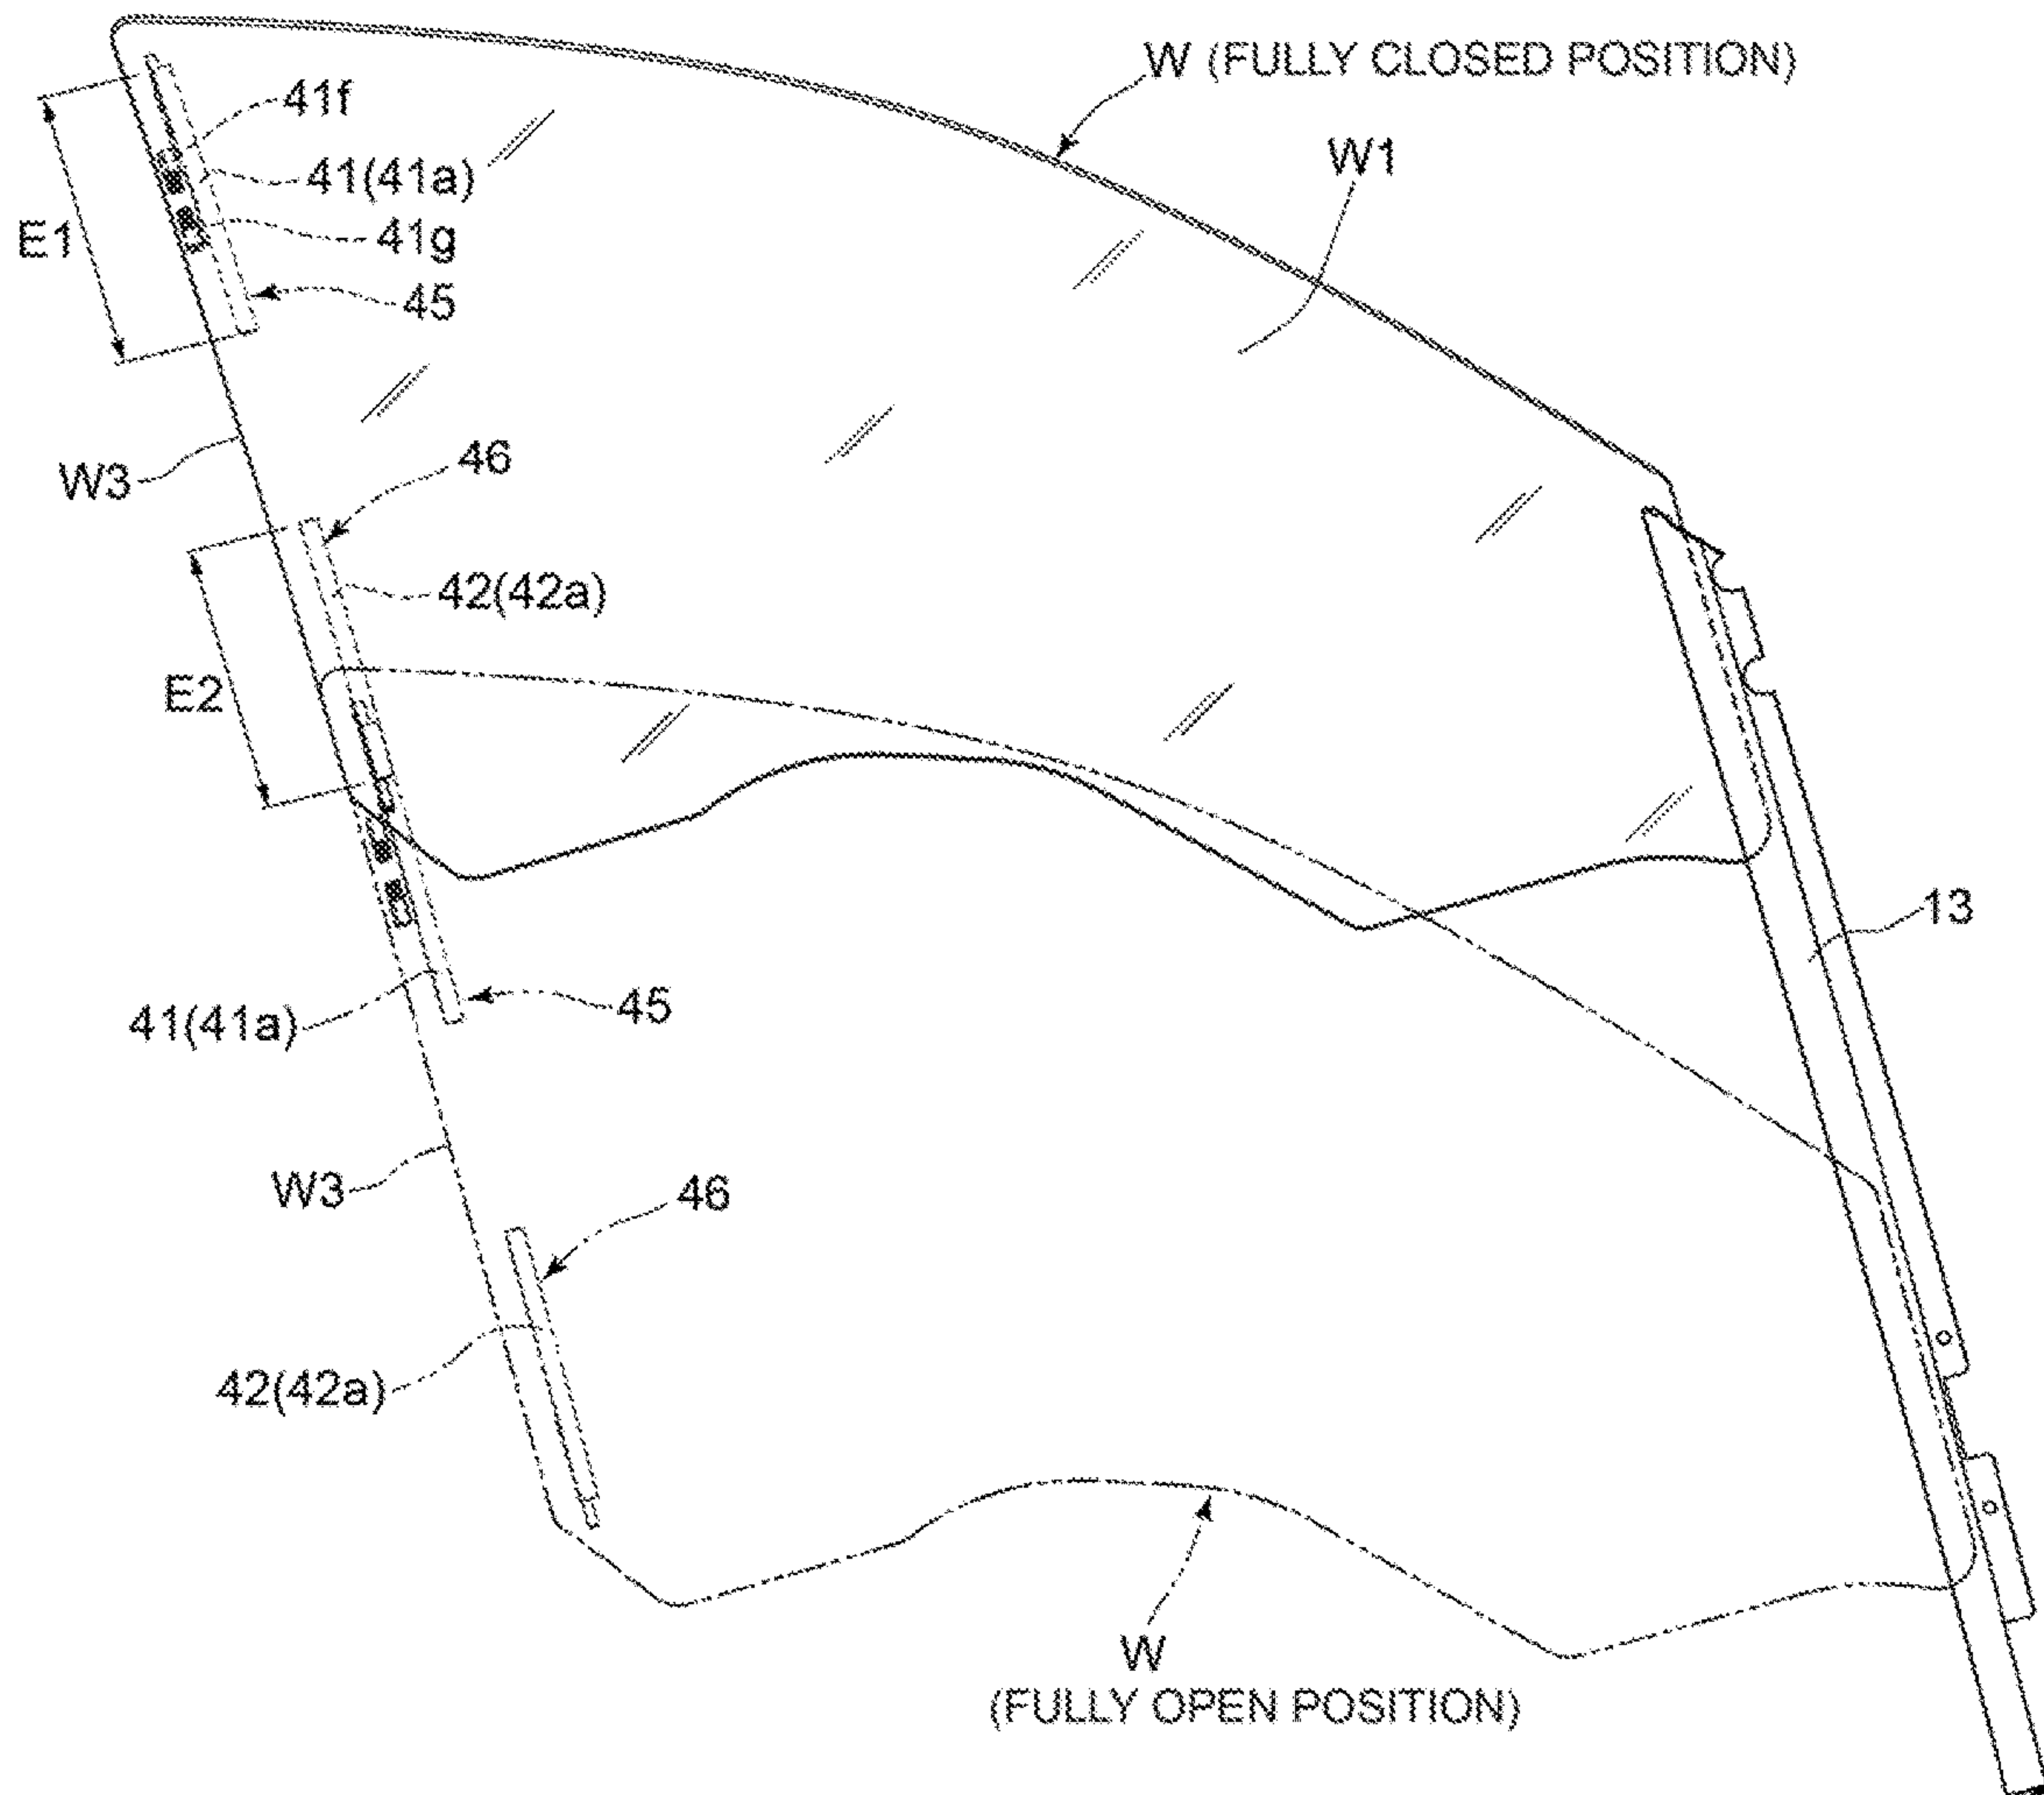 W (FULLY CLOSED POSITION)
41f
W1
41(41a)
E1
41g
45
46
W3
42(42a)
E2
13
45
41(41a)
W3
46
42(42a)
W
(FULLY OPEN POSITION)